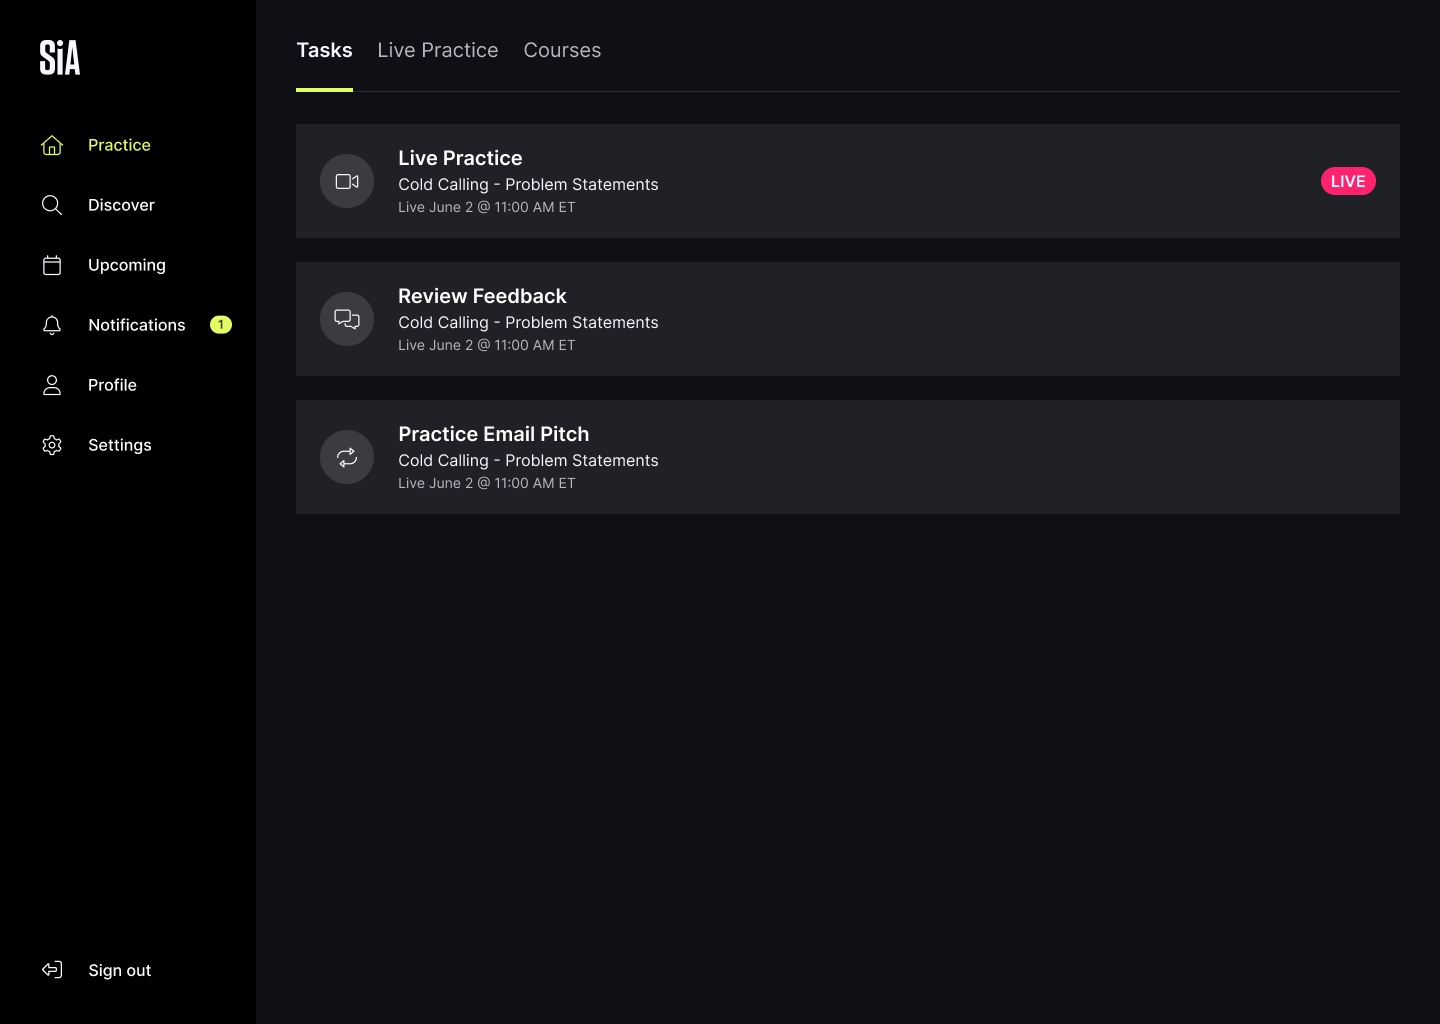 SiA
Practice
Discover
Upcoming
Notifications 1
Profile
Settings
Sign out
Tasks Live Practice Courses
Live Practice
Cold Calling - Problem Statements
Live June 2 @ 11:00 AM ET
LIVE
Review Feedback
Cold Calling - Problem Statements
Live June 2 @ 11:00 AM ET
Practice Email Pitch
Cold Calling - Problem Statements
Live June 2 @ 11:00 AM ET